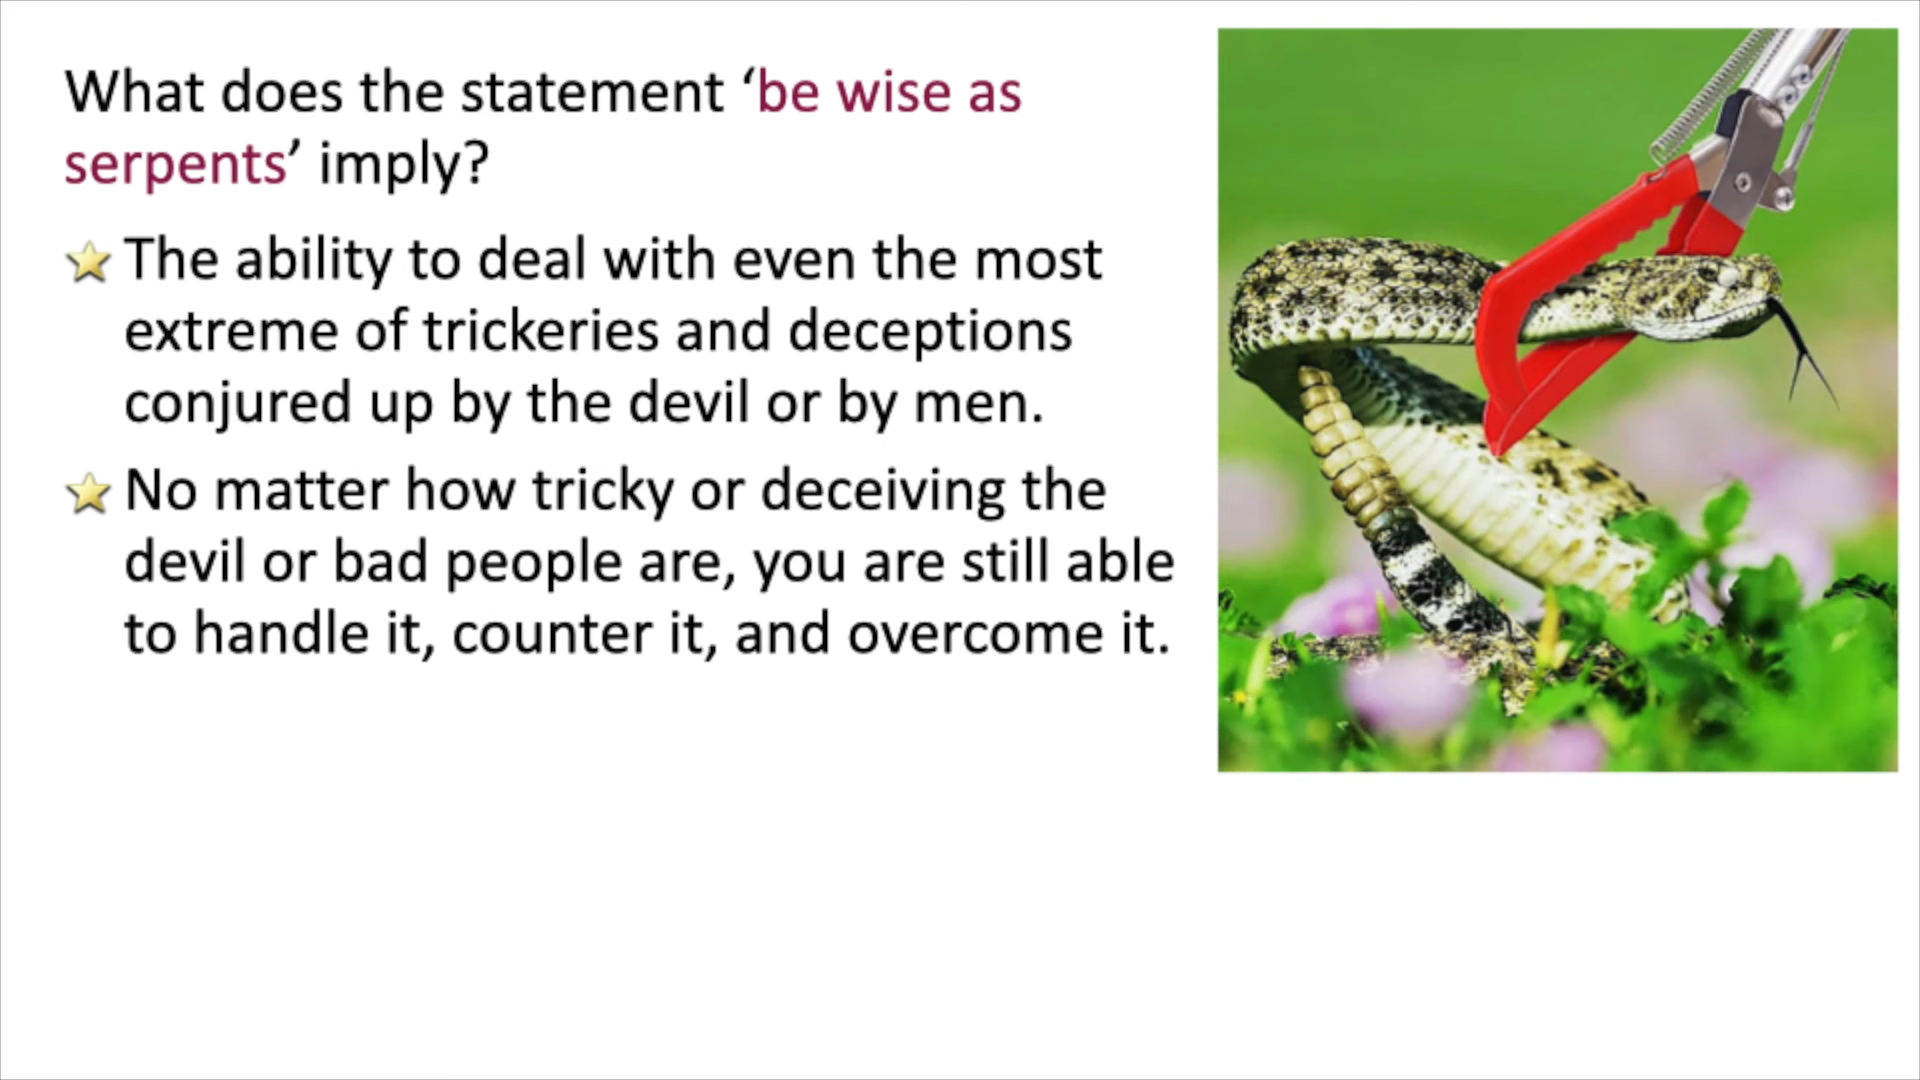 What does the statement ‘be wise as
serpents’ imply?
The ability to deal with even the most
extreme of trickeries and deceptions
conjured up by the devil or by men.
No matter how tricky or deceiving the
devil or bad people are, you are still able
to handle it, counter it, and overcome it.